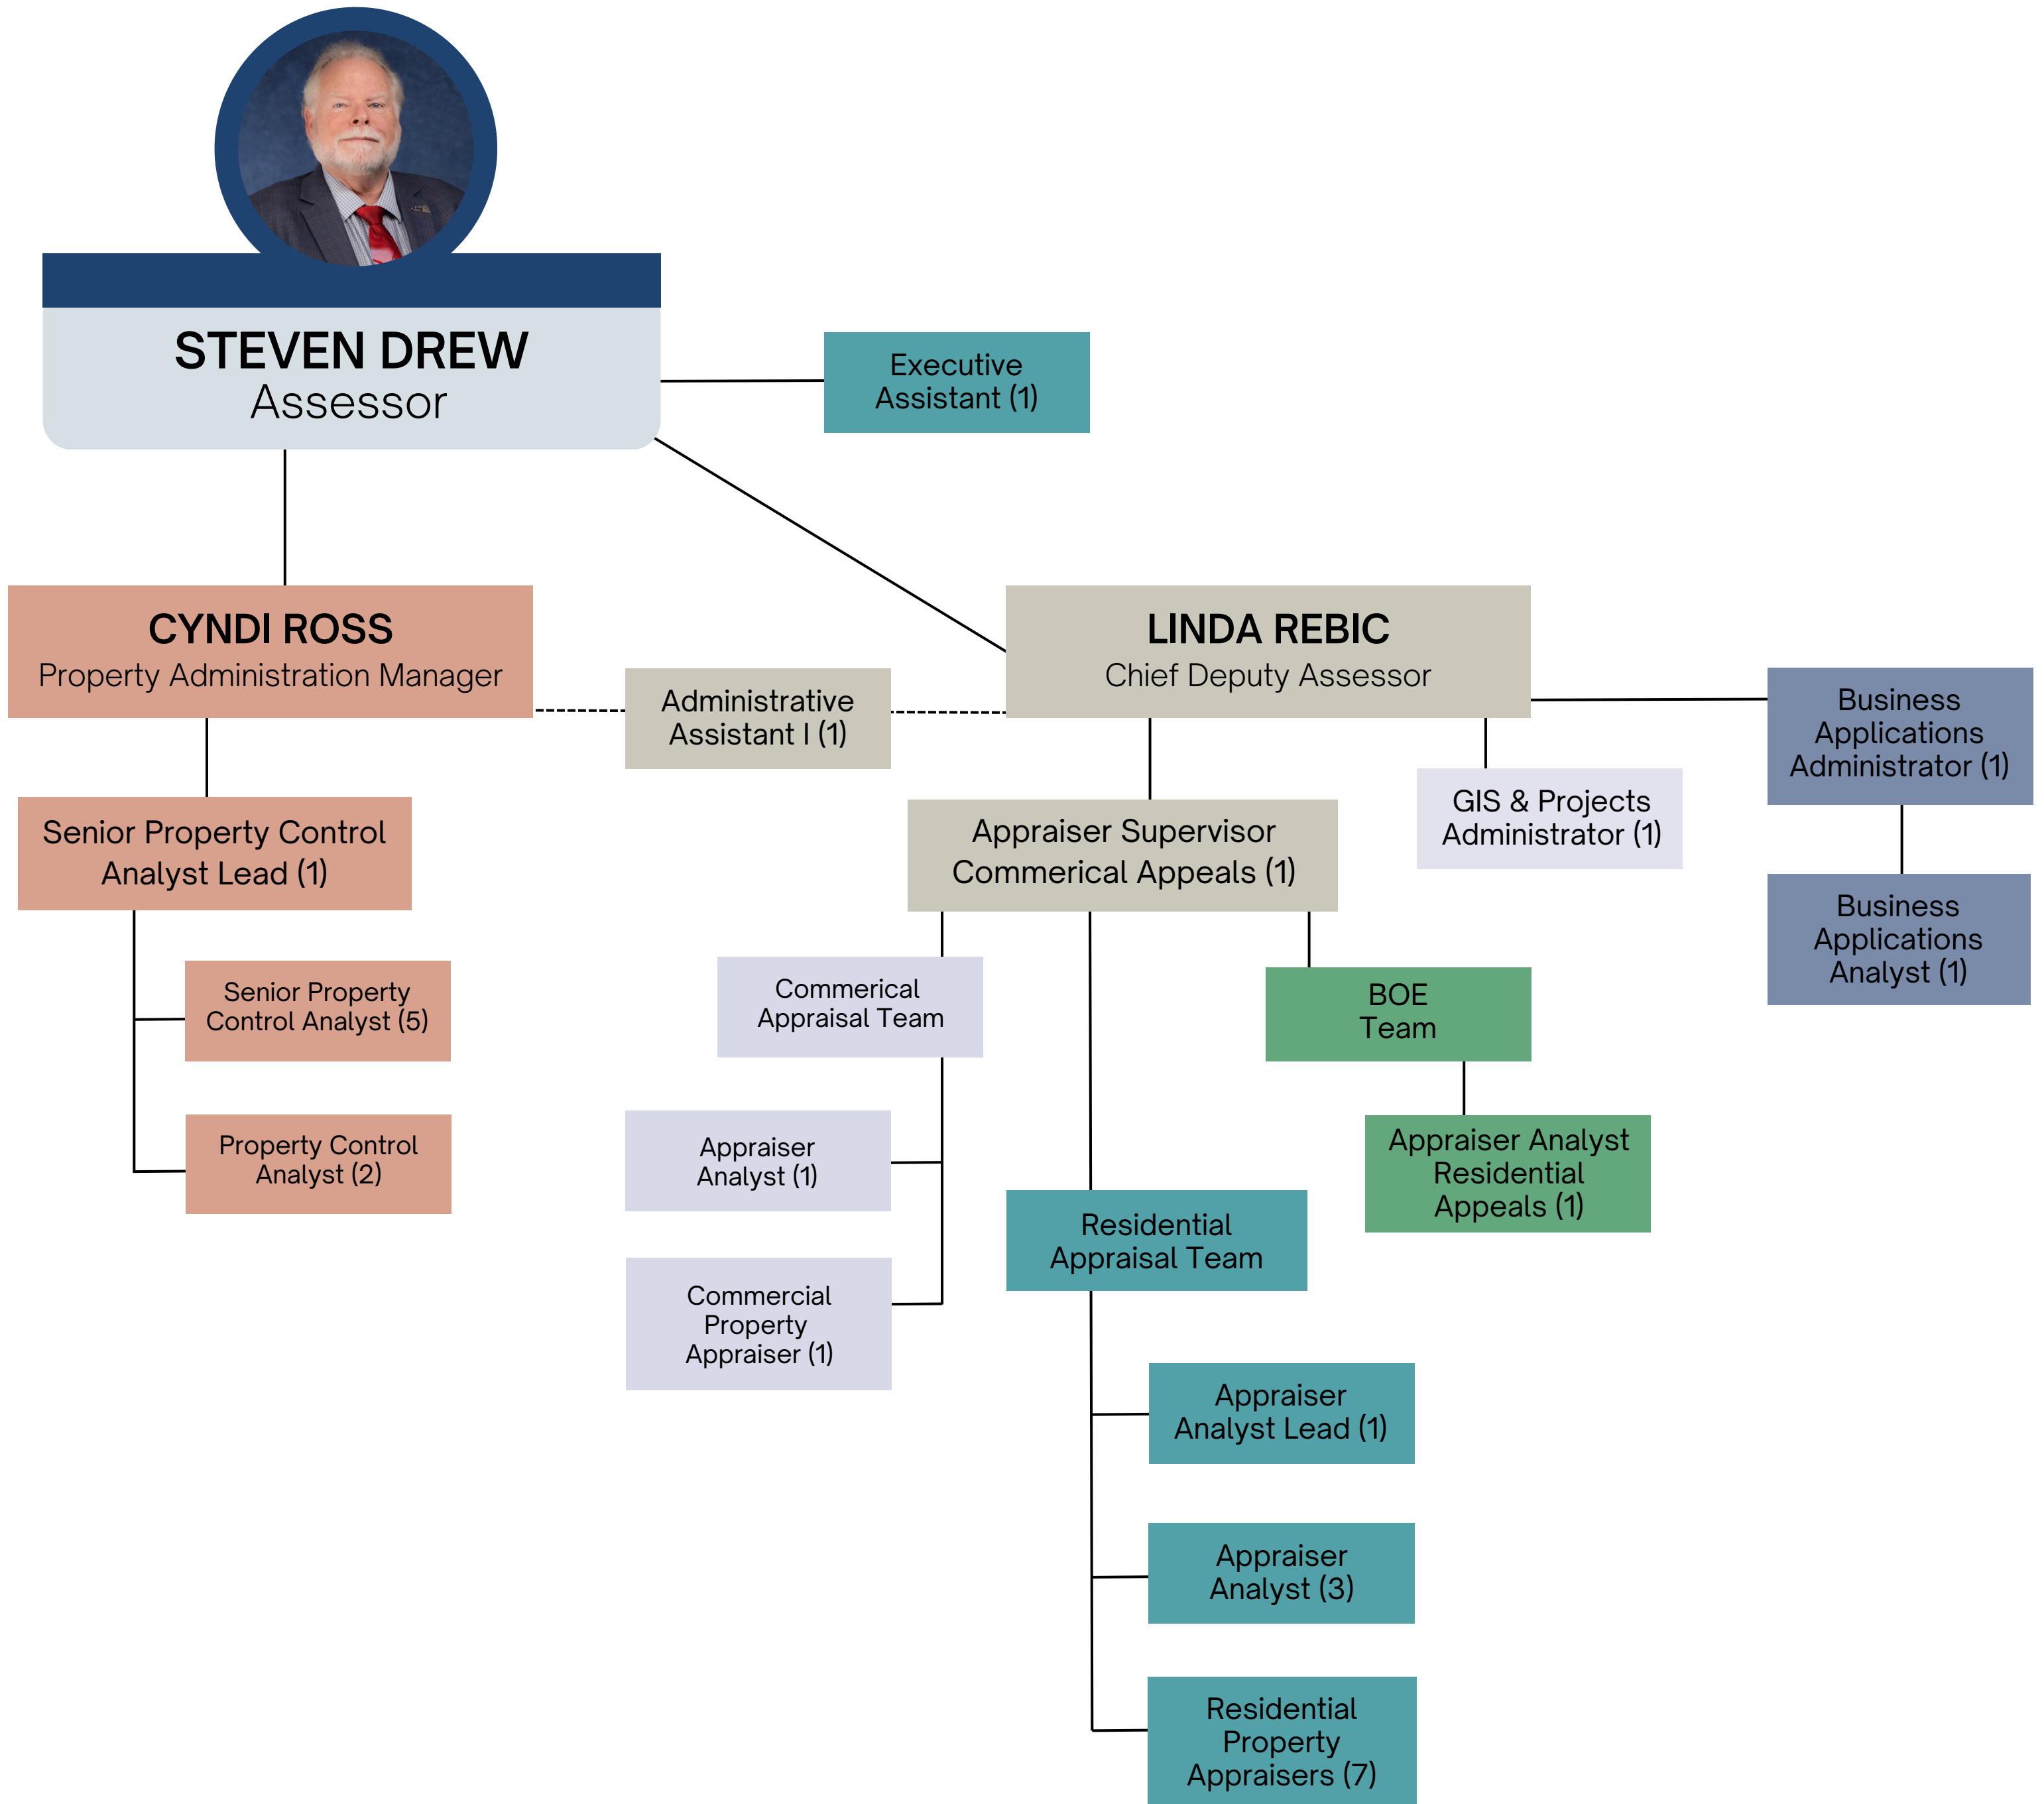 STEVEN DREW
Assessor
Executive
Assistant (1)
CYNDI ROSS
Property Administration Manager
LINDA REBIC
Chief Deputy Assessor
Administrative
Assistant I (1)
Business
Applications
Administrator (1)
GIS & Projects
Administrator (1)
Senior Property Control
Analyst Lead (1)
Appraiser Supervisor
Commerical Appeals (1)
Business
Applications
Analyst (1)
Senior Property
Control Analyst (5)
Commerical
Appraisal Team
BOE
Team
Property Control
Analyst (2)
Appraiser
Analyst (1)
Appraiser Analyst
Residential
Appeals (1)
Residential
Appraisal Team
Commercial
Property
Appraiser (1)
Appraiser
Analyst Lead (1)
Appraiser
Analyst (3)
Residential
Property
Appraisers (7)